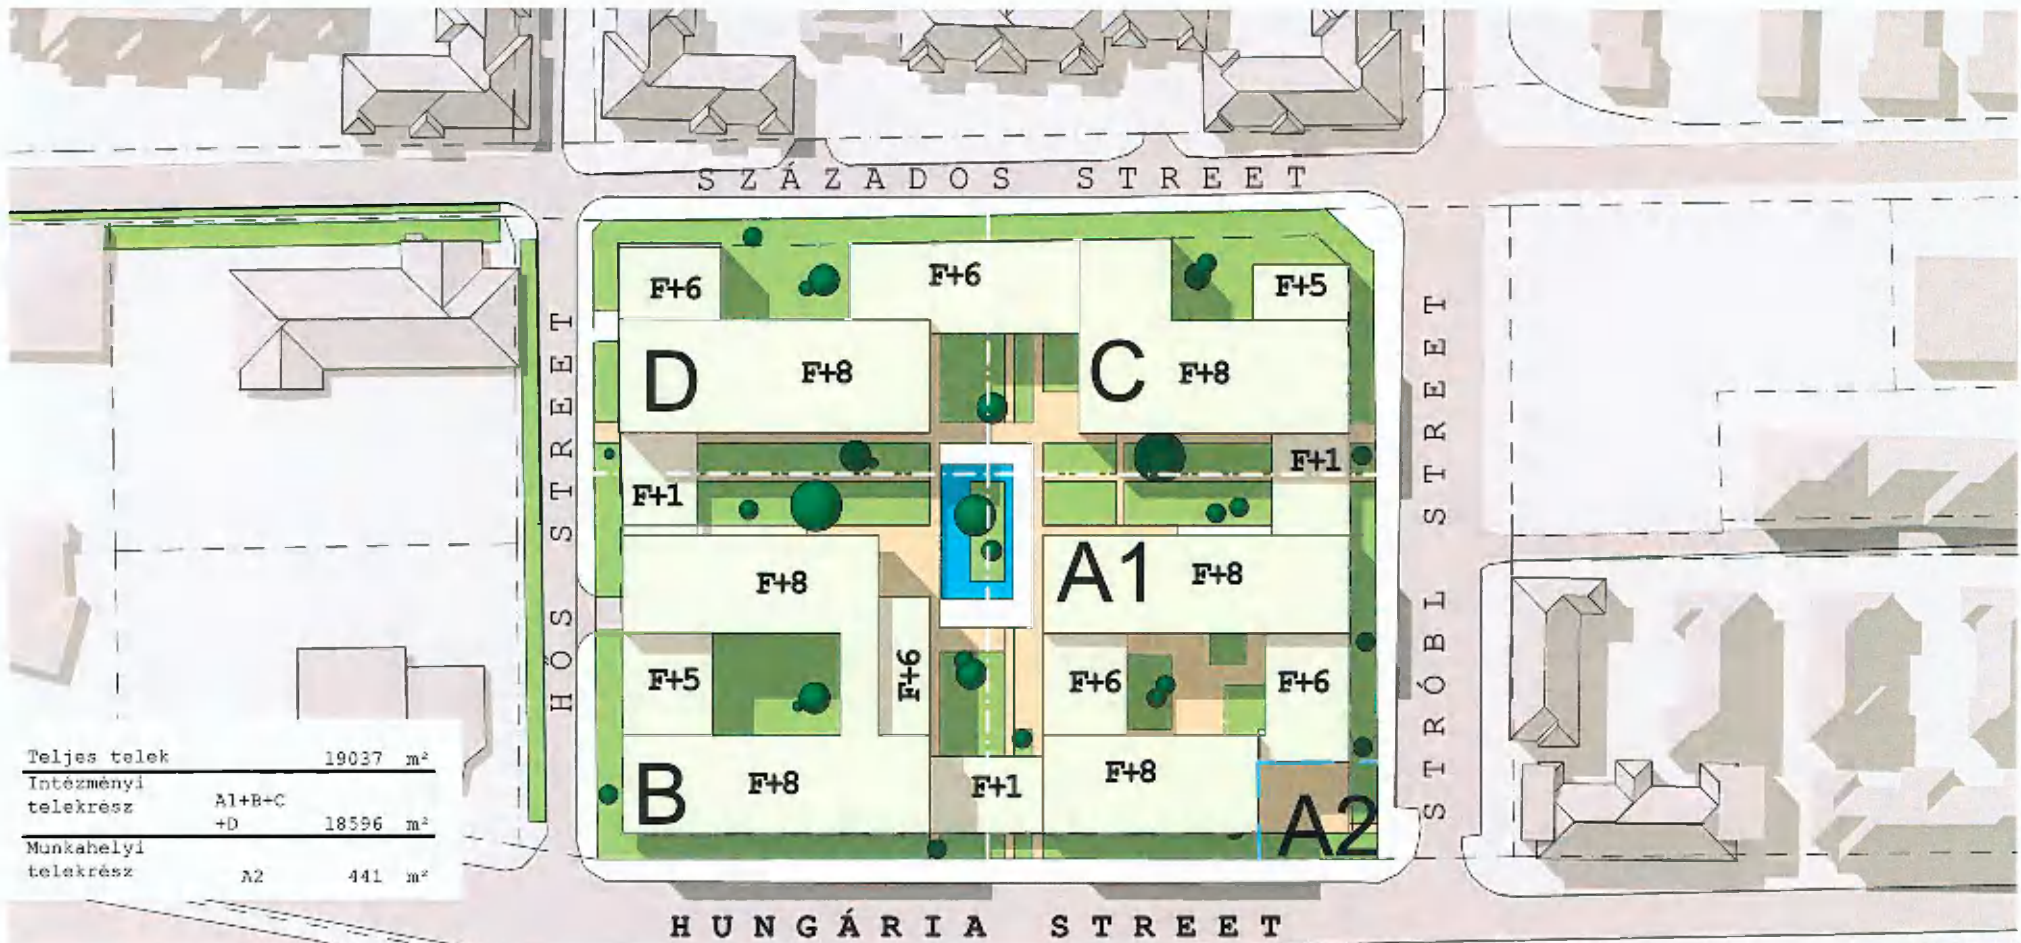 SZÁZADOS STREET
F+6
F+6
F+5
D
F+8
C
F+8
F+1
F+1
F+8
A1
F+8
F+5
F+6
F+6
F+6
B
F+8
F+1
F+8
A2
HŐS STREET
STRÓBL STREET
HUNGÁRIA STREET
Teljes telek 19037 m²
Intézményi
telekrész A1+B+C
+D 18596 m²
Munkahelyi
telekrész A2 441 m²